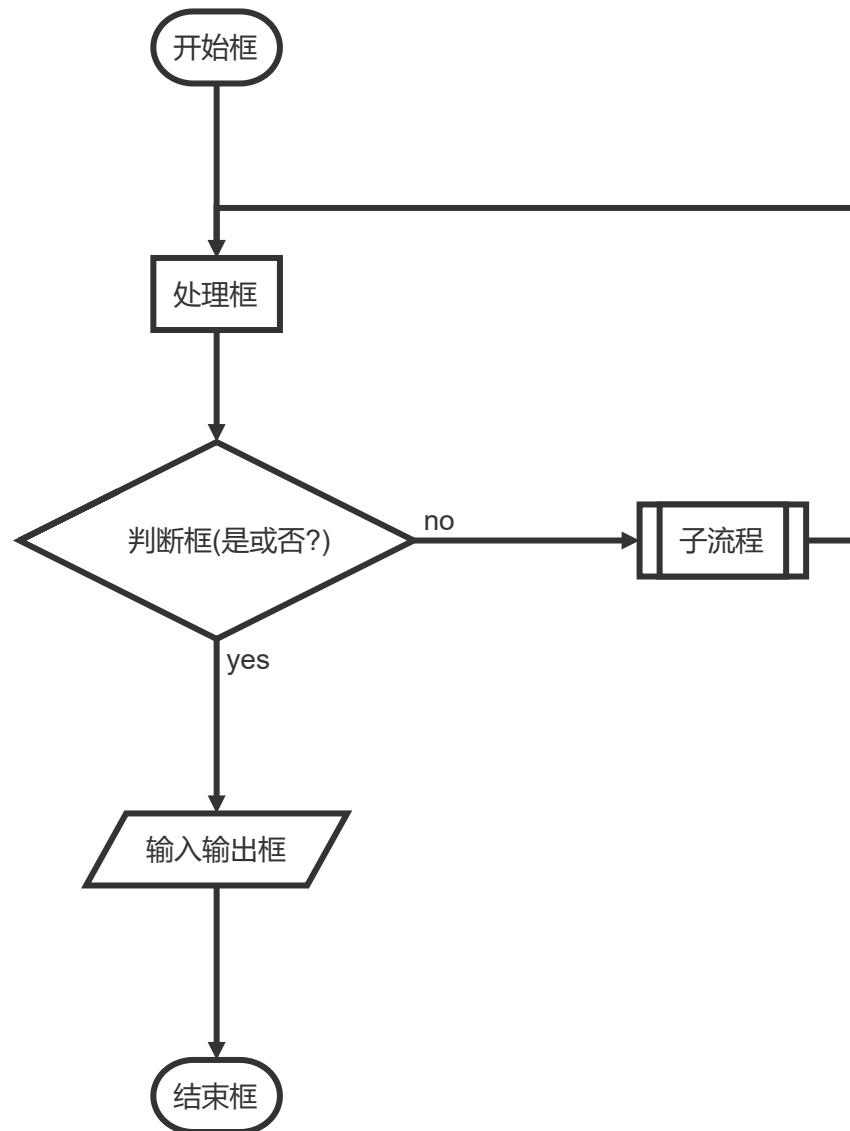 开始框
处理框
判断框(是或否?)
no
子流程
yes
输入输出框
结束框